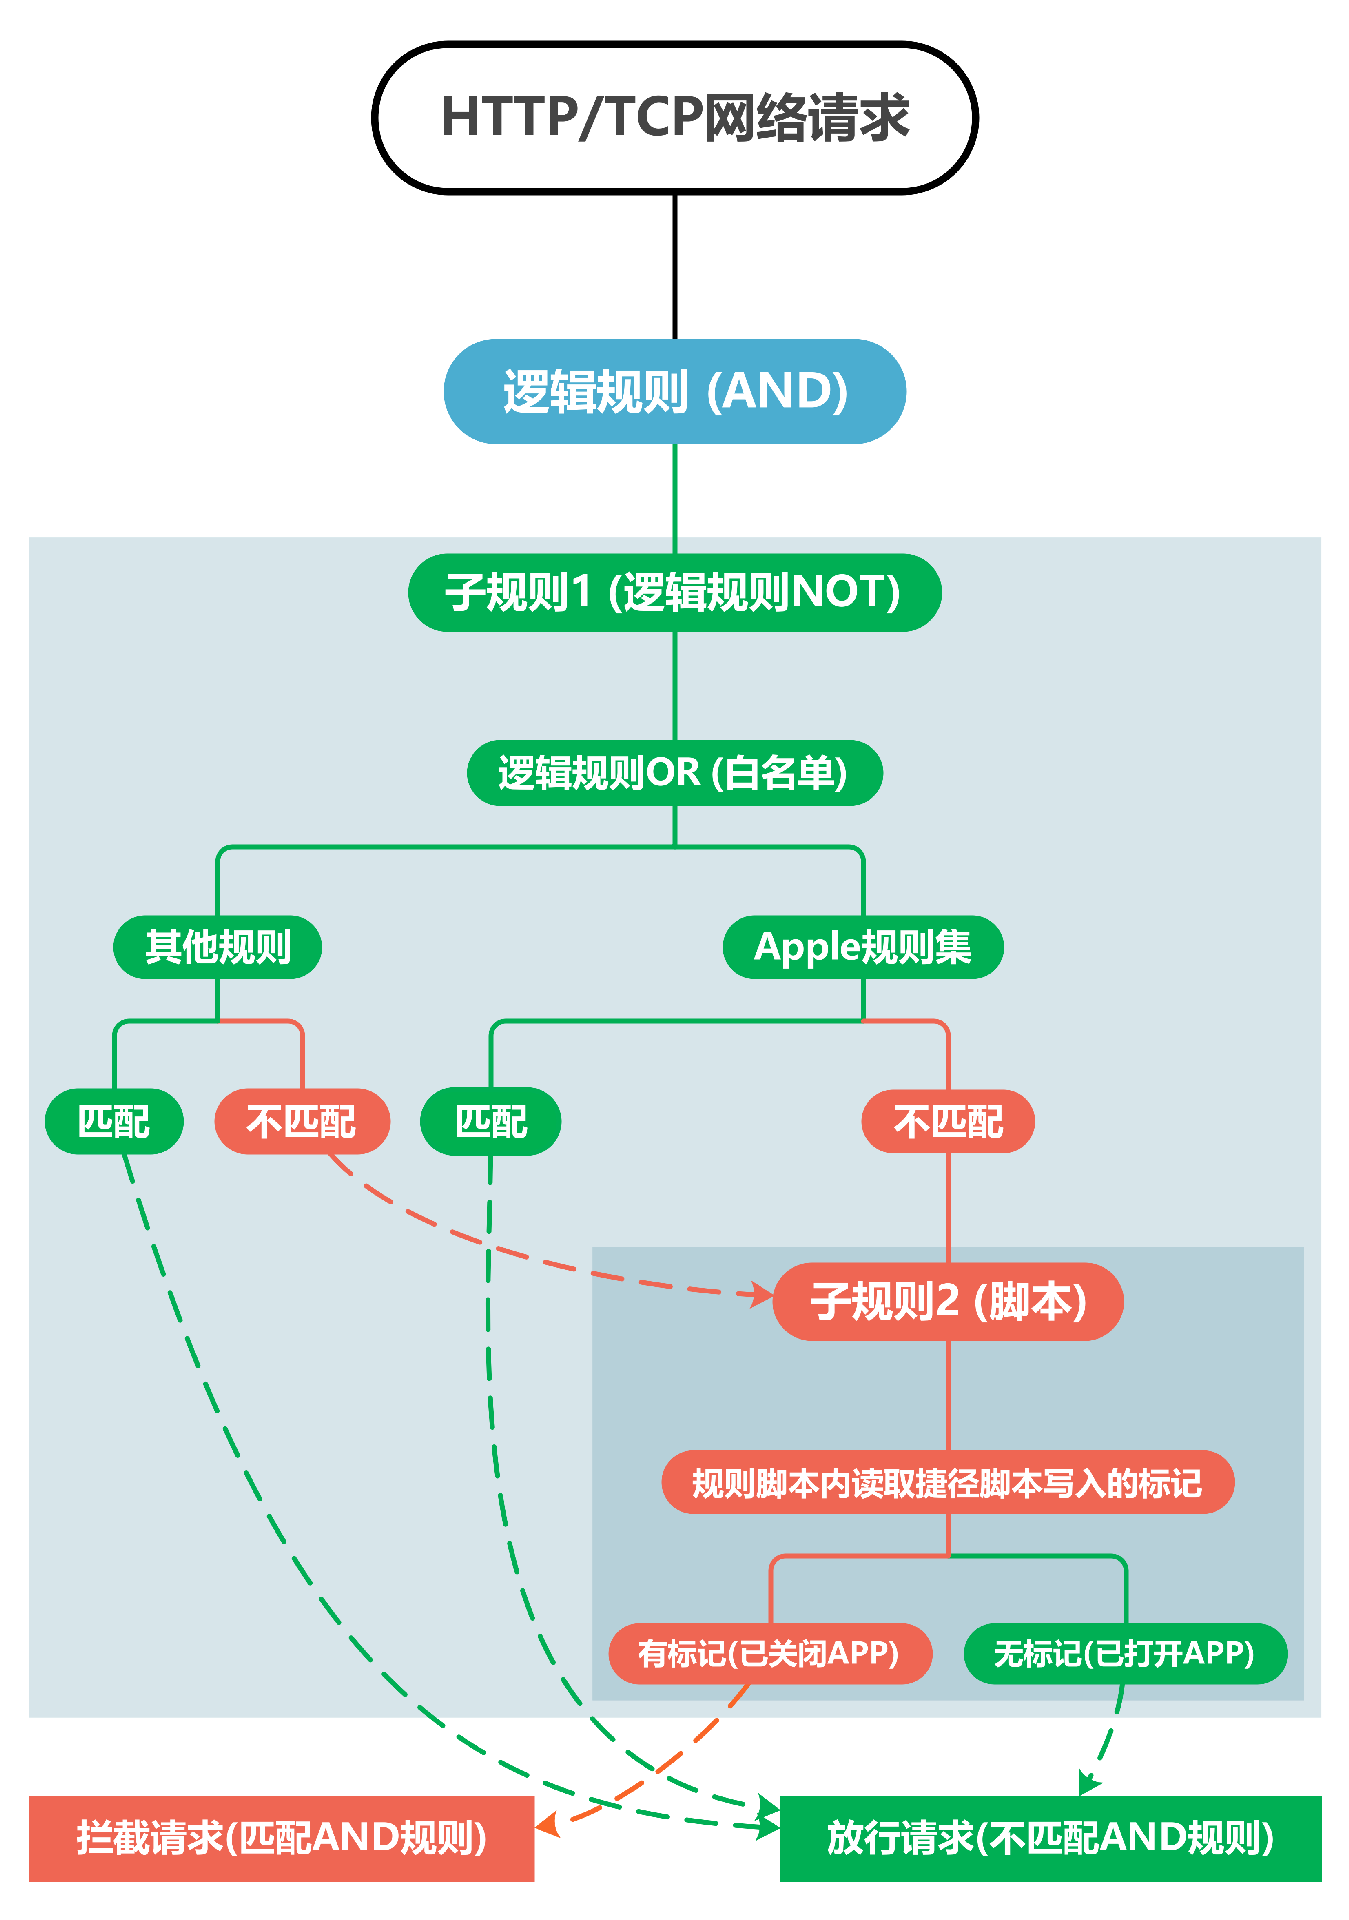 HTTP/TCP网络请求
逻辑规则 (AND)
子规则1 (逻辑规则NOT)
逻辑规则OR (白名单)
其他规则
Apple规则集
匹配
不匹配
匹配
不匹配
子规则2 (脚本)
规则脚本内读取捷径脚本写入的标记
有标记(已关闭APP)
无标记(已打开APP)
拦截请求(匹配AND规则)
放行请求(不匹配AND规则)